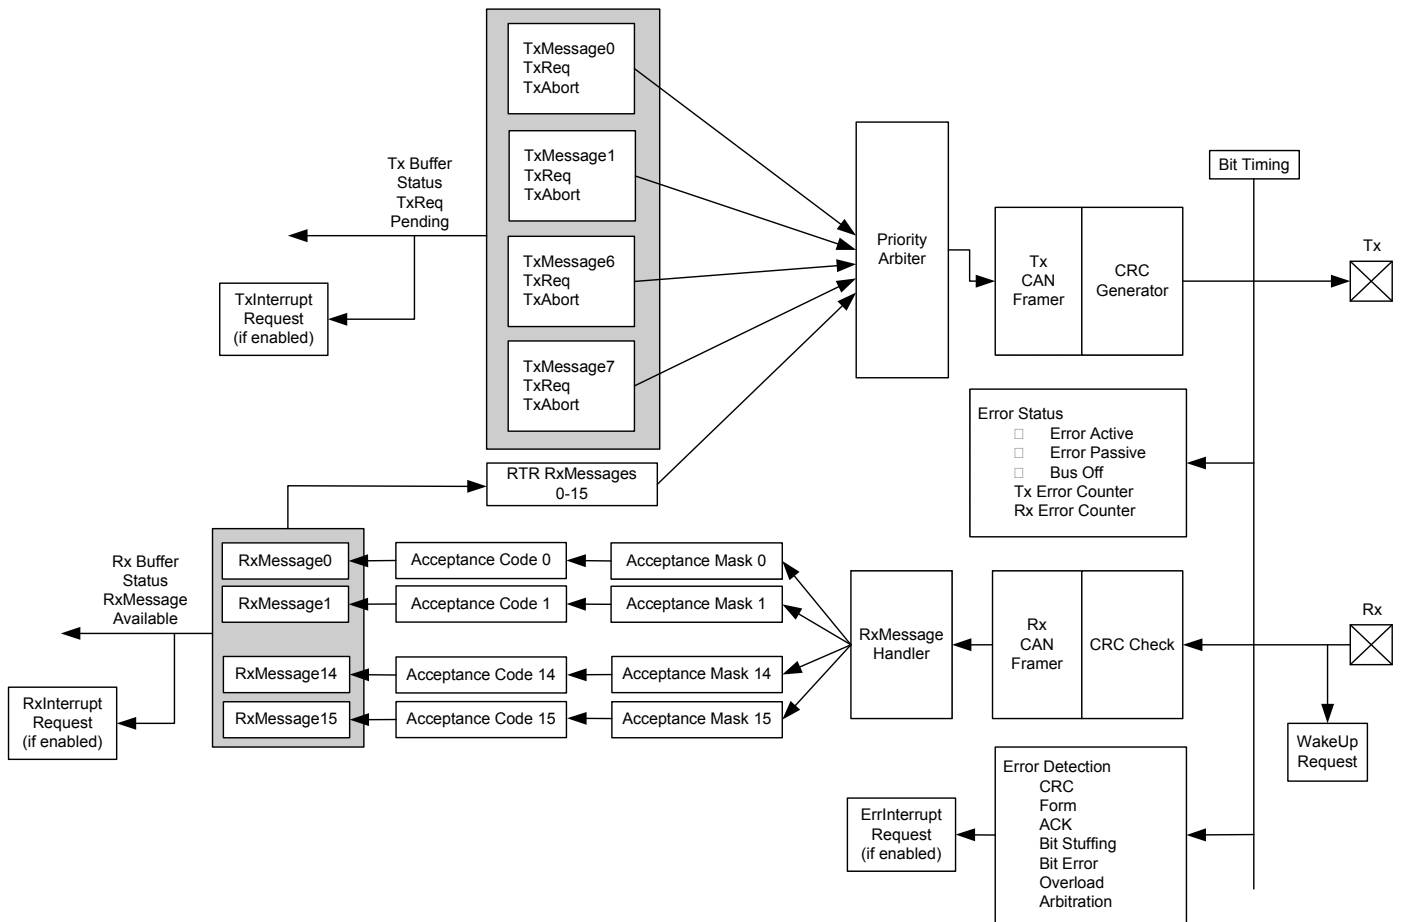 TxMessage0
TxReq
TxAbort
TxMessage1
TxReq
TxAbort
TxMessage6
TxReq
TxAbort
TxMessage7
TxReq
TxAbort
Tx Buffer
Status
TxReq
Pending
TxInterrupt
Request
(if enabled)
Priority
Arbiter
Tx
CAN
Framer
CRC
Generator
Bit Timing
Tx
Error Status
Error Active
Error Passive
Bus Off
Tx Error Counter
Rx Error Counter
RTR RxMessages
0-15
Rx Buffer
Status
RxMessage
Available
RxInterrupt
Request
(if enabled)
RxMessage0
Acceptance Code 0
Acceptance Mask 0
RxMessage1
Acceptance Code 1
Acceptance Mask 1
RxMessage14
Acceptance Code 14
Acceptance Mask 14
RxMessage15
Acceptance Code 15
Acceptance Mask 15
RxMessage
Handler
Rx
CAN
Framer
CRC Check
Rx
WakeUp
Request
ErrInterrupt
Request
(if enabled)
Error Detection
CRC
Form
ACK
Bit Stuffing
Bit Error
Overload
Arbitration